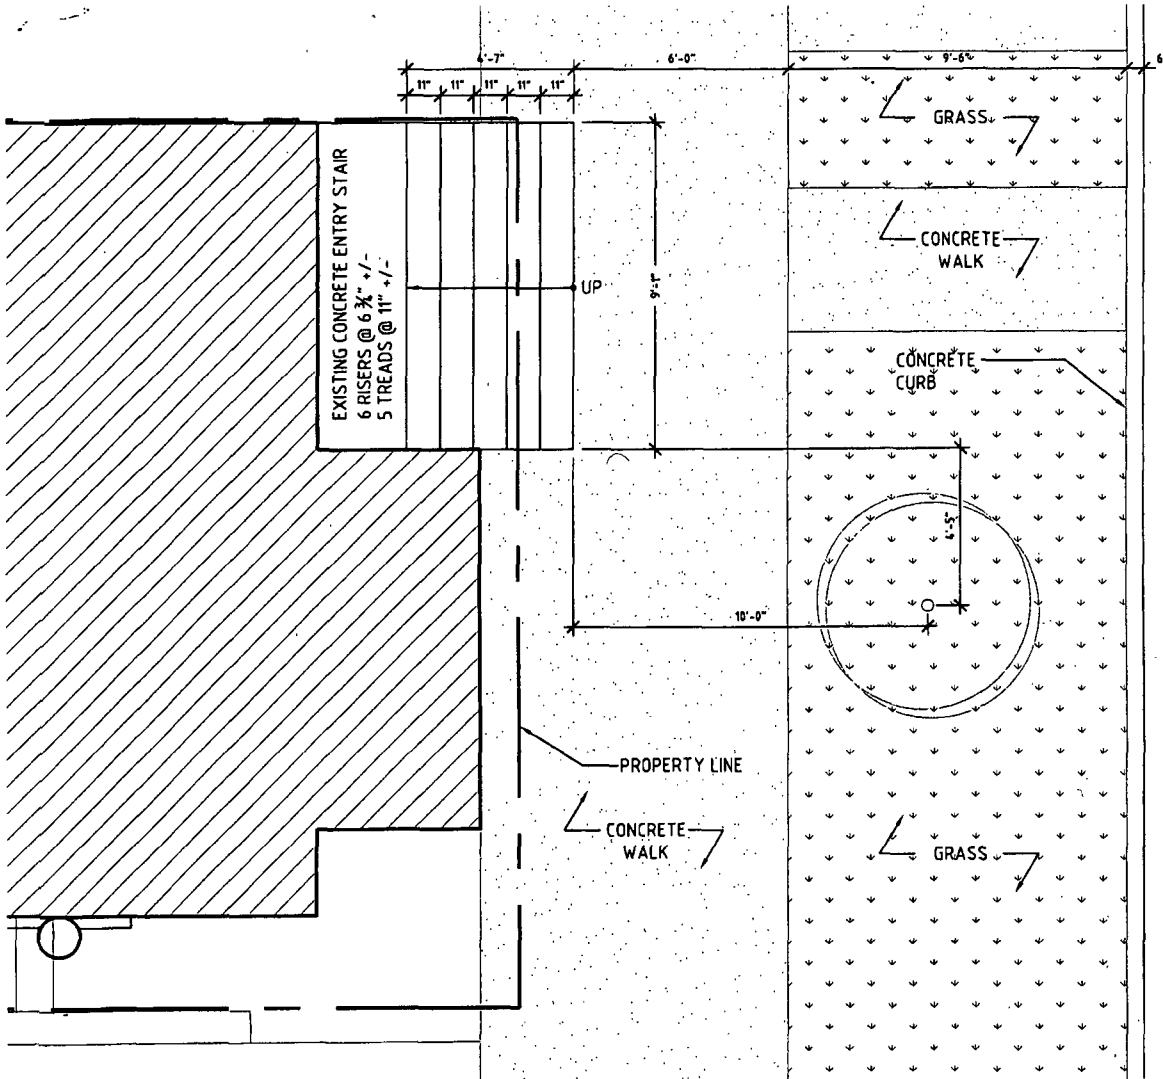 4'-7"
6'-0"
9'-6"
6
11"
11"
11"
11"
11"
GRASS
EXISTING CONCRETE ENTRY STAIR
6 RISERS @ 6 ¾" +/-
5 TREADS @ 11" +/-
CONCRETE
WALK
9'-1"
UP
CONCRETE
CURB
4'-5"
10'-0"
PROPERTY LINE
CONCRETE
WALK
GRASS